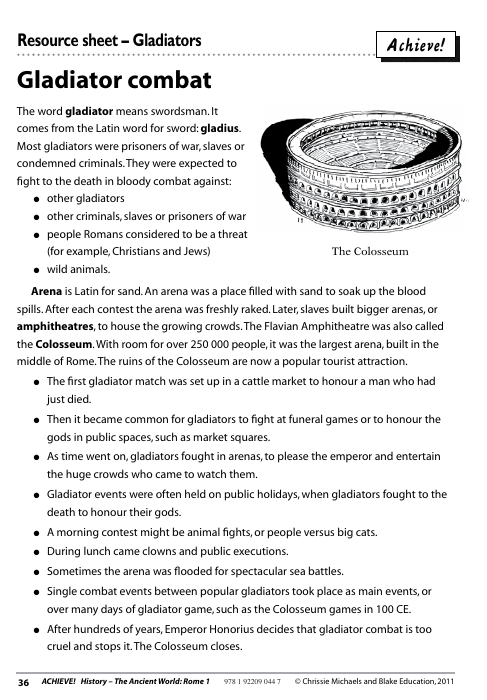 Resource sheet – Gladiators
Achieve!
Gladiator combat
The word gladiator means swordsman. It
comes from the Latin word for sword: gladius.
Most gladiators were prisoners of war, slaves or
condemned criminals. They were expected to
fight to the death in bloody combat against:
● other gladiators
● other criminals, slaves or prisoners of war
● people Romans considered to be a threat
(for example, Christians and Jews)
● wild animals.
The Colosseum
Arena is Latin for sand. An arena was a place filled with sand to soak up the blood
spills. After each contest the arena was freshly raked. Later, slaves built bigger arenas, or
amphitheatres, to house the growing crowds. The Flavian Amphitheatre was also called
the Colosseum. With room for over 250 000 people, it was the largest arena, built in the
middle of Rome. The ruins of the Colosseum are now a popular tourist attraction.
● The first gladiator match was set up in a cattle market to honour a man who had
just died.
● Then it became common for gladiators to fight at funeral games or to honour the
gods in public spaces, such as market squares.
● As time went on, gladiators fought in arenas, to please the emperor and entertain
the huge crowds who came to watch them.
● Gladiator events were often held on public holidays, when gladiators fought to the
death to honour their gods.
● A morning contest might be animal fights, or people versus big cats.
● During lunch came clowns and public executions.
● Sometimes the arena was flooded for spectacular sea battles.
● Single combat events between popular gladiators took place as main events, or
over many days of gladiator game, such as the Colosseum games in 100 CE.
● After hundreds of years, Emperor Honorius decides that gladiator combat is too
cruel and stops it. The Colosseum closes.
36 ACHIEVE! History – The Ancient World: Rome 1 978 1 92209 044 7 © Chrissie Michaels and Blake Education, 2011